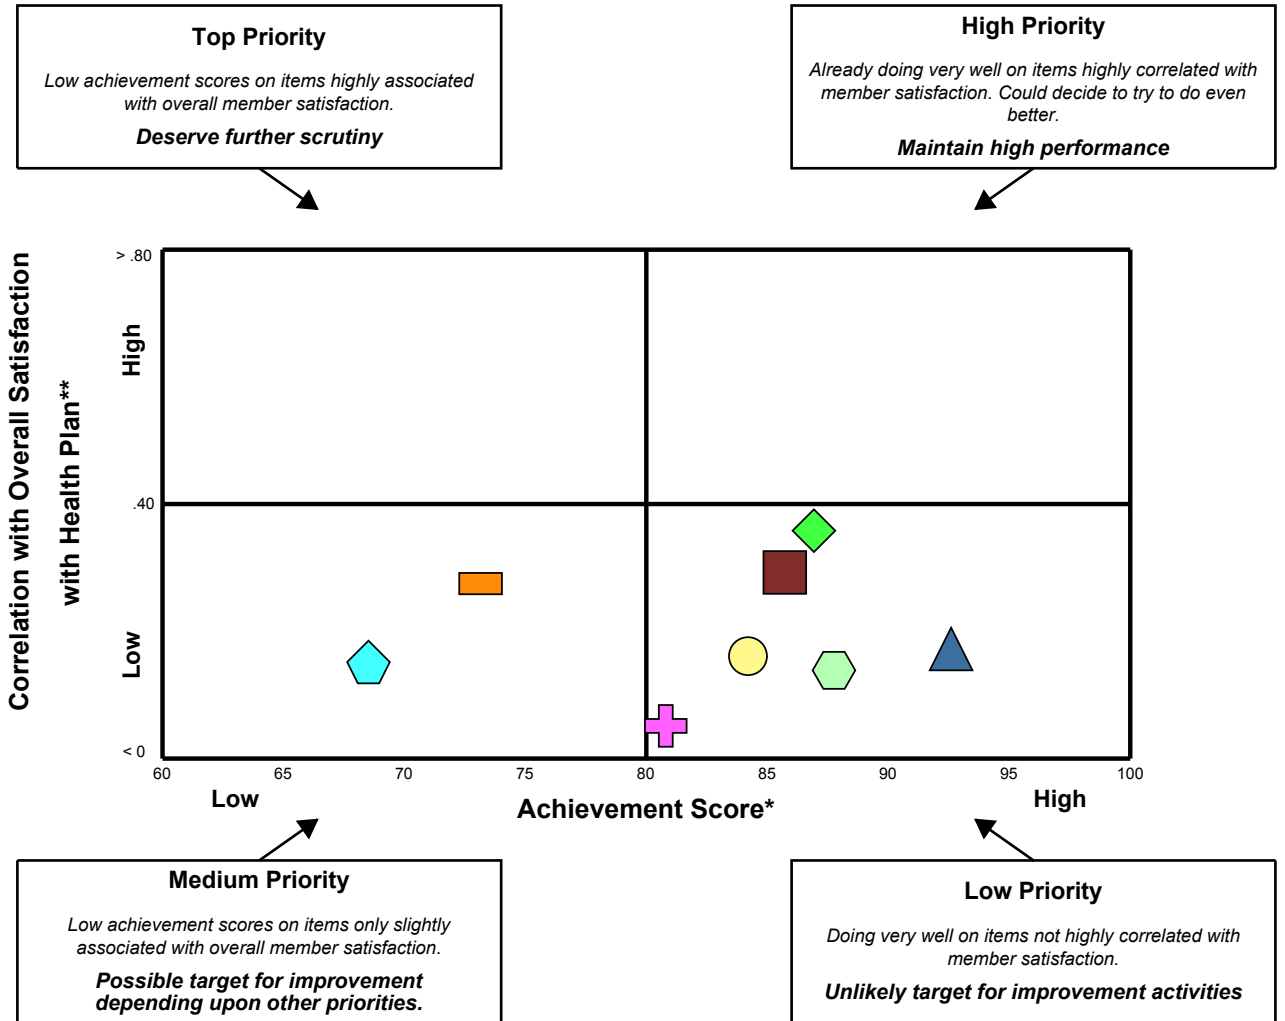 Top Priority
Low achievement scores on items highly associated
with overall member satisfaction.
Deserve further scrutiny
High Priority
Already doing very well on items highly correlated with
member satisfaction. Could decide to try to do even
better.
Maintain high performance
Correlation with Overall Satisfaction
with Health Plan**
> .80
High
.40
Low
< 0
60
65
70
75
80
85
90
95
100
Low
Achievement Score*
High
Medium Priority
Low achievement scores on items only slightly
associated with overall member satisfaction.
Possible target for improvement
depending upon other priorities.
Low Priority
Doing very well on items not highly correlated with
member satisfaction.
Unlikely target for improvement activities